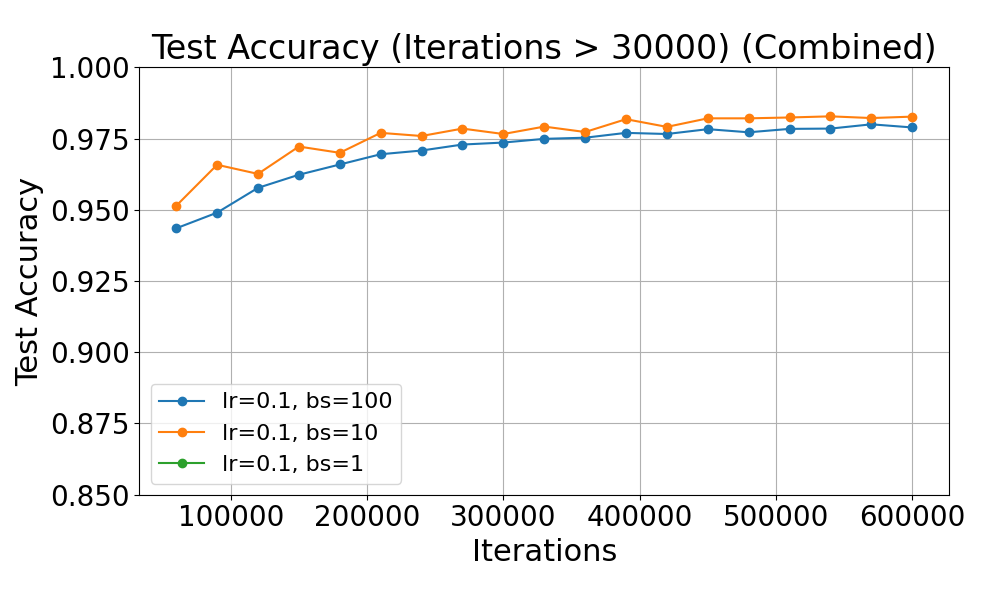 Test Accuracy (Iterations > 30000) (Combined)
1.000
0.975
0.950
0.925
0.900
0.875
0.850
Test Accuracy
lr=0.1, bs=100
lr=0.1, bs=10
lr=0.1, bs=1
100000 200000 300000 400000 500000 600000
Iterations